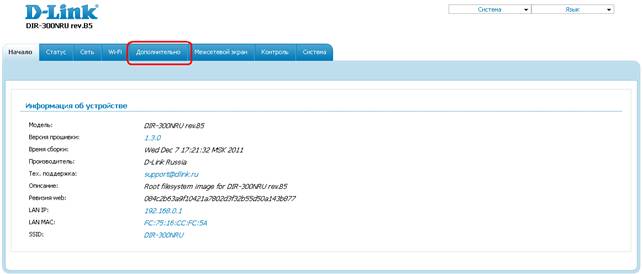 D-Link
DIR-300NRU rev.B5
Система
Язык
Начало Статус Сеть Wi-Fi Дополнительно Межсетевой экран Контроль Система
Информация об устройстве
Модель: DIR-300NRU rev.B5
Версия прошивки: 1.3.0
Время сборки: Wed Dec 7 17:21:32 MSK 2011
Производитель: D-Link Russia
Тех. поддержка: support@dlink.ru
Описание: Root filesystem image for DIR-300NRU rev.B5
Ревизия web: 084c2b63a9f10421a7802d3f32b55d50a143b877
LAN IP: 192.168.0.1
LAN MAC: FC:75:16:CC:FC:5A
SSID: DIR-300NRU